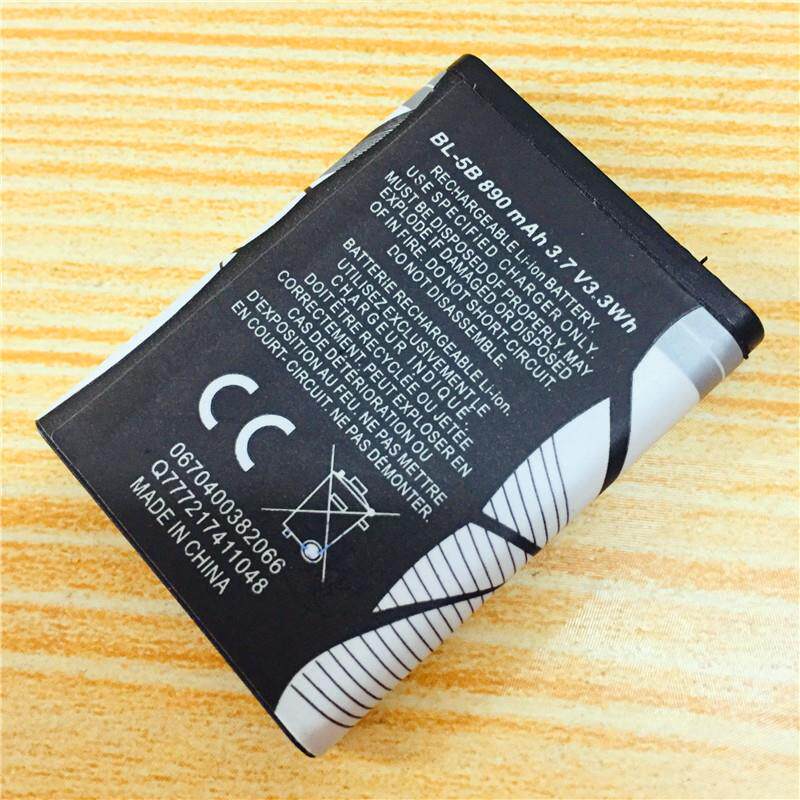 BL-5B 890 mAh 3.7 V3.3Wh
RECHARGEABLE Li-ion BATTERY.
USE SPECIFIED CHARGER ONLY.
MUST BE DISPOSED OF PROPERLY, MAY
EXPLODE IF DAMAGED OR DISPOSED
OF IN FIRE. DO NOT SHORT-CIRCUIT.
DO NOT DISASSEMBLE.
BATTERIE RECHARGEABLE Li-ion.
UTILISEZ EXCLUSIVEMENT LE
CHARGEUR INDIQUÉ.
DOIT ÊTRE RECYCLÉE OU JETÉE
CORRECTEMENT PEUT EXPLOSER EN
CAS DE DÉTÉRIORATION OU
D'EXPOSITION AU FEU. NE PAS METTRE
EN COURT-CIRCUIT. NE PAS DÉMONTER.
CC
0670400382066
Q777217411048
MADE IN CHINA